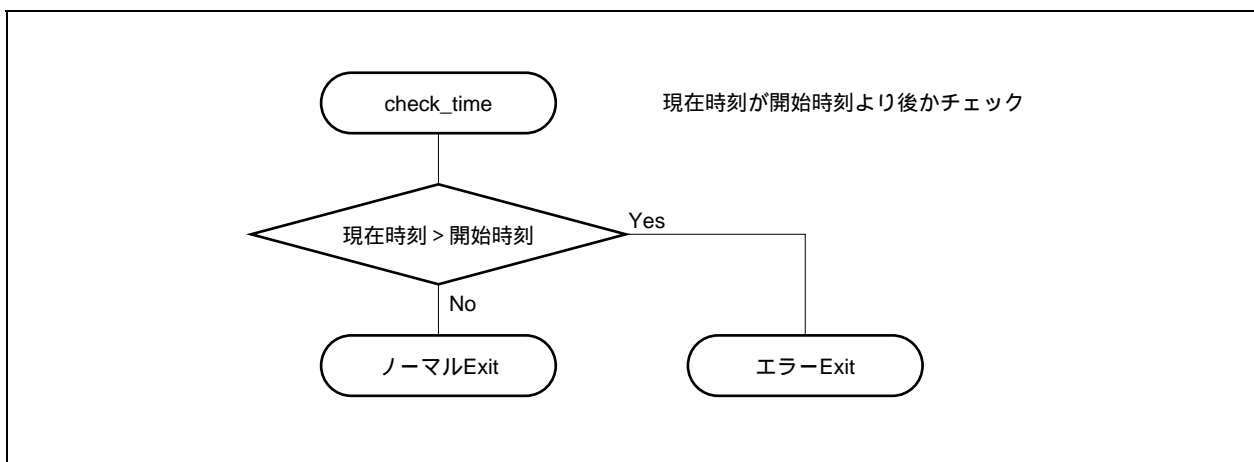 check_time
現在時刻が開始時刻より後かチェック
現在時刻 > 開始時刻
Yes
No
ノーマルExit
エラーExit